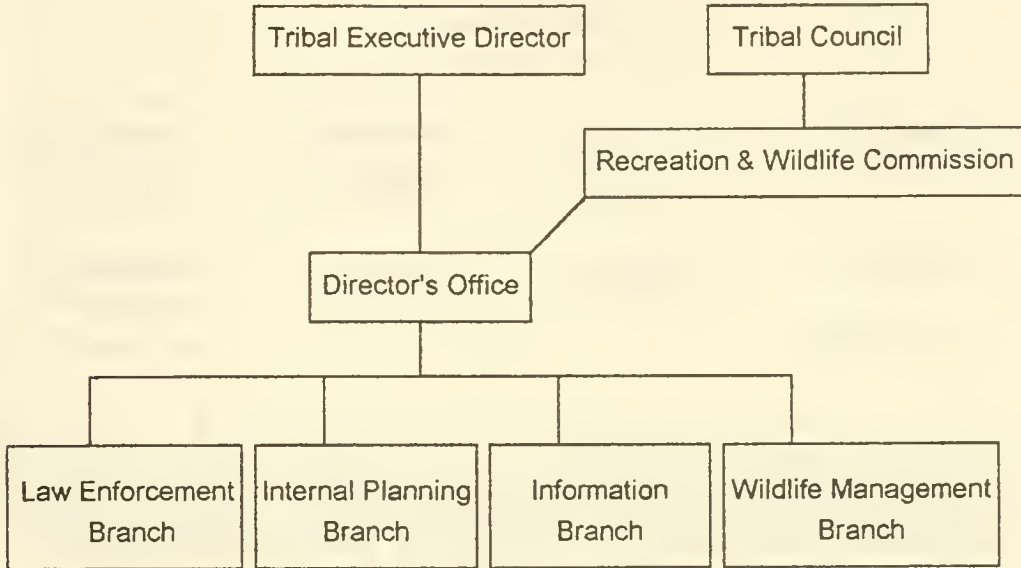 Tribal Executive Director
Tribal Council
Recreation & Wildlife Commission
Director's Office
Law Enforcement
Branch
Internal Planning
Branch
Information
Branch
Wildlife Management
Branch